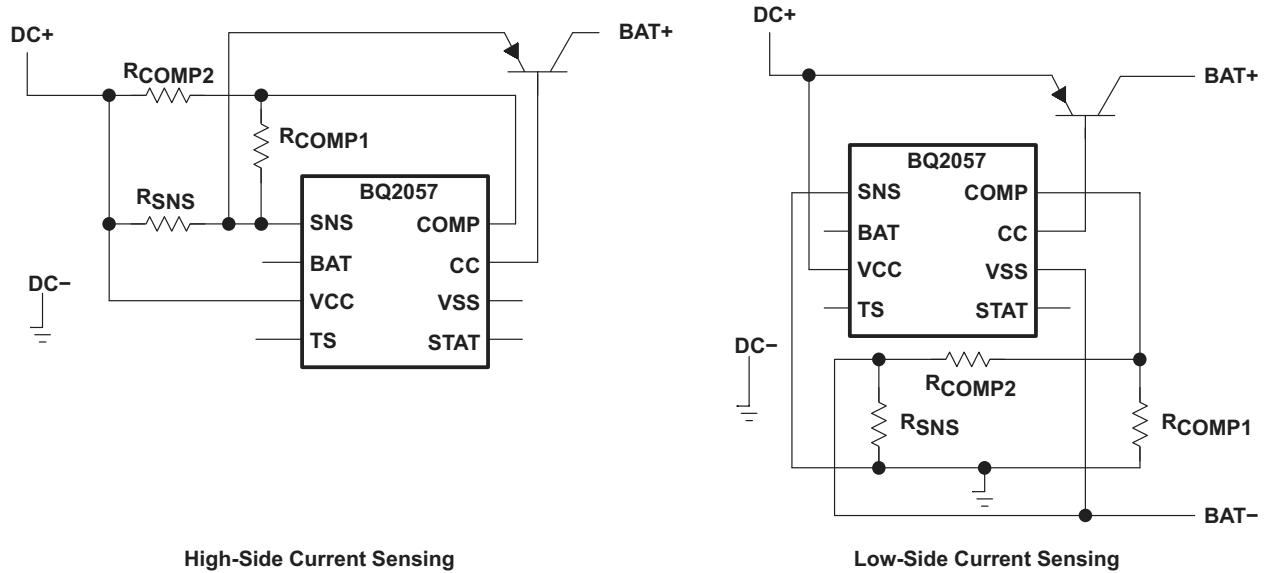 DC+
BAT+
RCOMP2
RCOMP1
RSNS
BQ2057
SNS
COMP
BAT
CC
DC−
VCC
VSS
TS
STAT
High-Side Current Sensing
DC+
BAT+
BQ2057
SNS
COMP
BAT
CC
VCC
VSS
TS
STAT
DC−
RCOMP2
RSNS
RCOMP1
BAT−
Low-Side Current Sensing